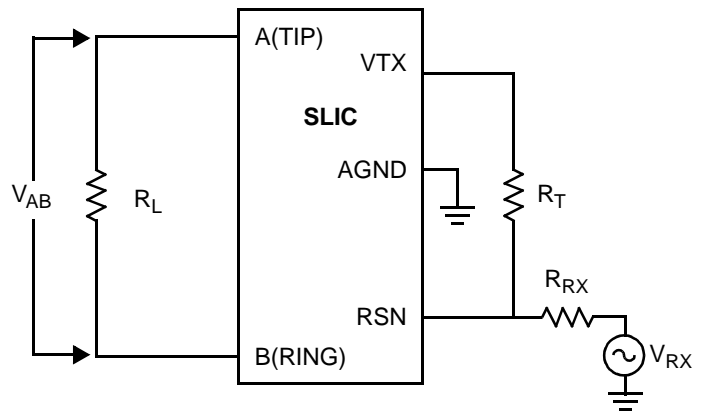 A(TIP)
VTX
SLIC
AGND
V_AB
R_L
R_T
R_RX
RSN
V_RX
B(RING)